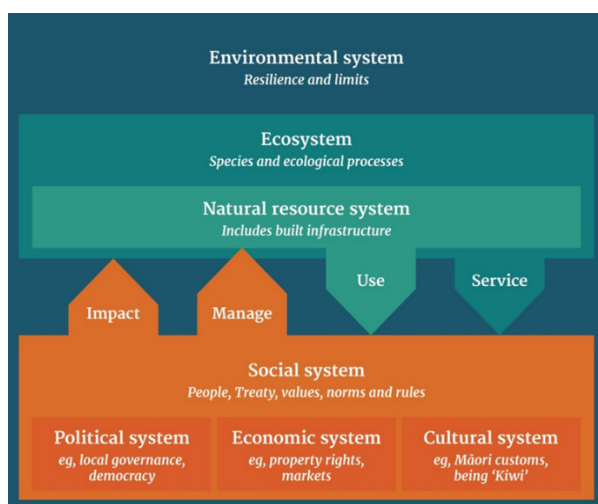 Environmental system
Resilience and limits
Ecosystem
Species and ecological processes
Natural resource system
Includes built infrastructure
Impact
Manage
Use
Service
Social system
People, Treaty, values, norms and rules
Political system
eg, local governance,
democracy
Economic system
eg, property rights,
markets
Cultural system
eg, Māori customs,
being ‘Kiwi’